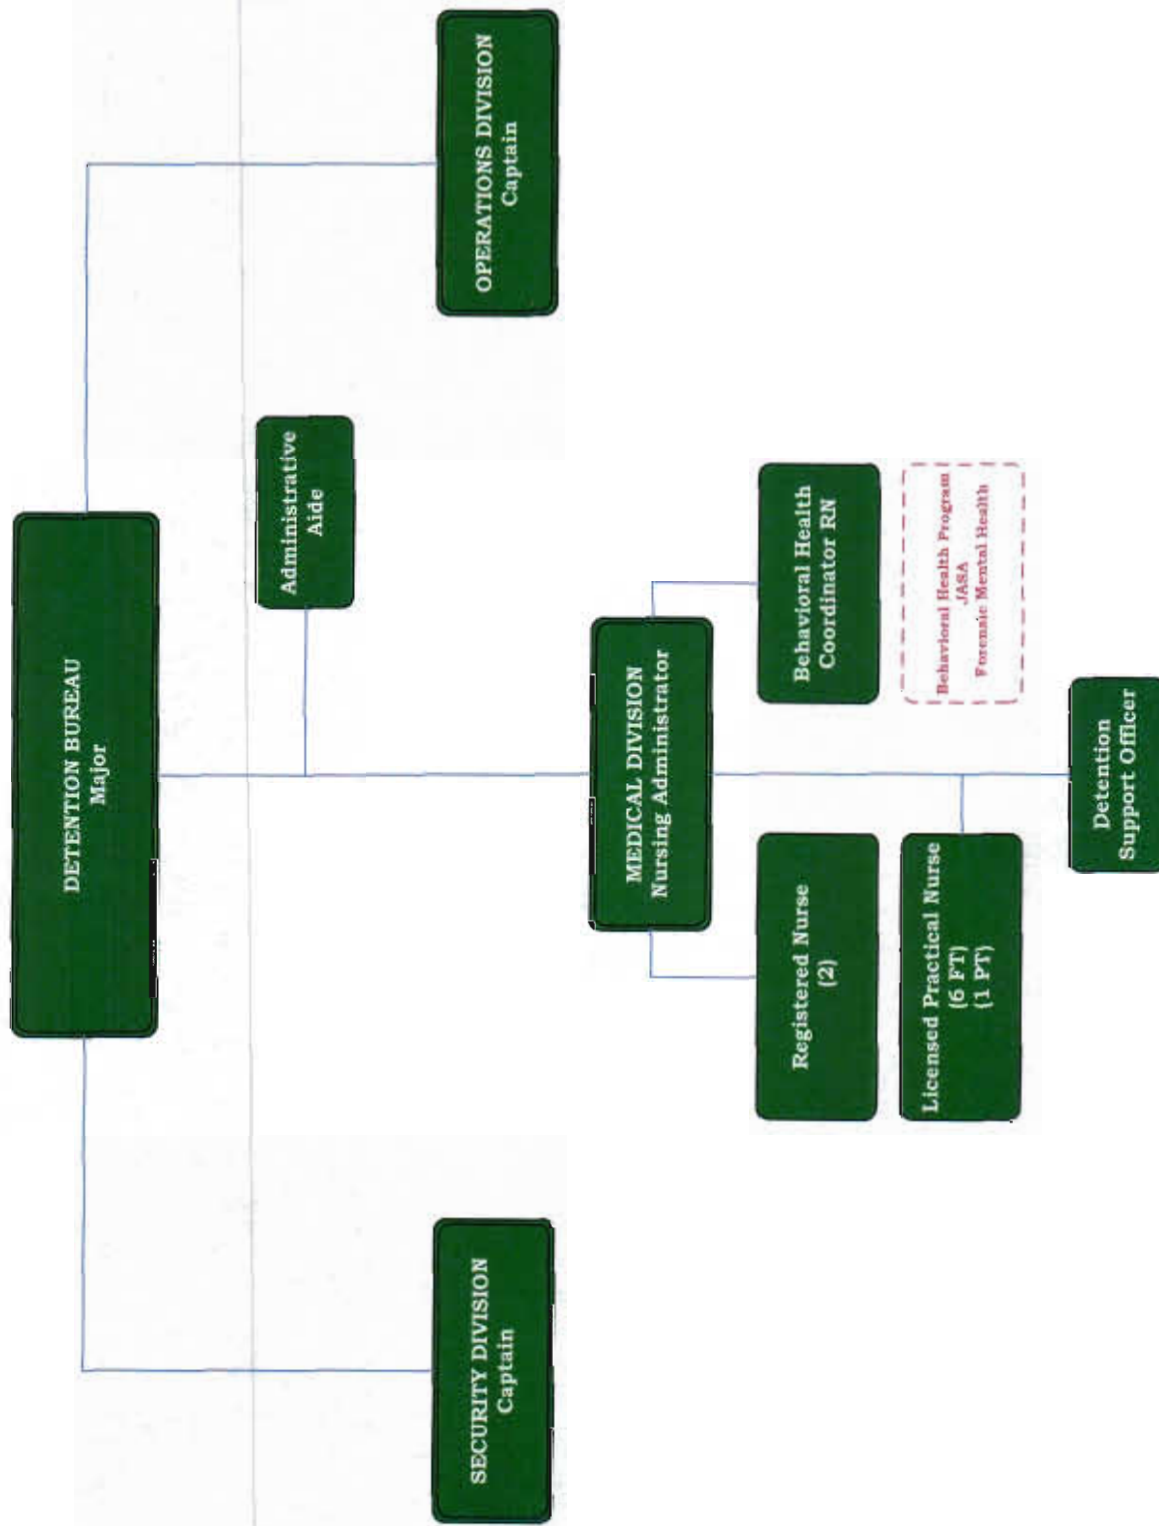 DETENTION BUREAU
Major
Administrative
Aide
SECURITY DIVISION
Captain
OPERATIONS DIVISION
Captain
MEDICAL DIVISION
Nursing Administrator
Registered Nurse
(2)
Behavioral Health
Coordinator RN
Licensed Practical Nurse
(6 FT)
(1 PT)
Behavioral Health Program
JASA
Forensic Mental Health
Detention
Support Officer